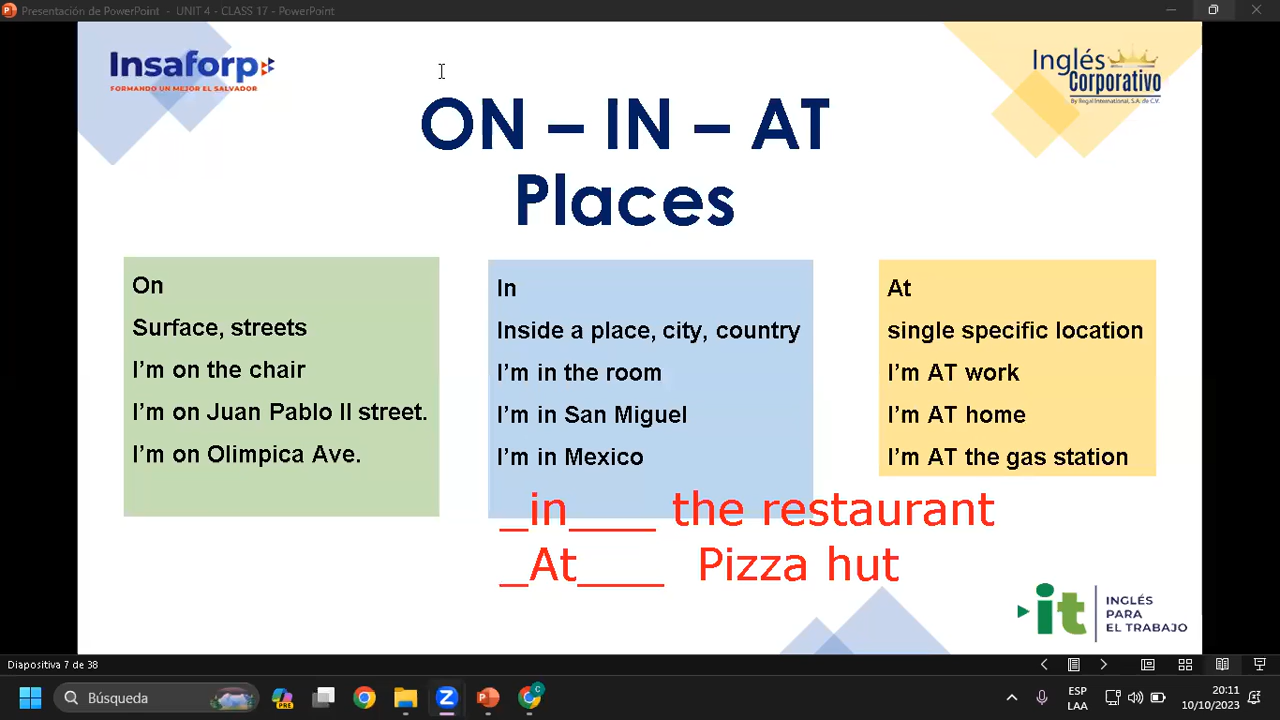 Presentación de PowerPoint - UNIT 4 - CLASS 17 - PowerPoint
Insaforp
FORMANDO UN MEJOR EL SALVADOR
Inglés
Corporativo
By Regal International, S.A. de C.V.
ON – IN – AT
Places
On
Surface, streets
I'm on the chair
I'm on Juan Pablo II street.
I'm on Olimpica Ave.
In
Inside a place, city, country
I'm in the room
I'm in San Miguel
I'm in Mexico
At
single specific location
I'm AT work
I'm AT home
I'm AT the gas station
_in___ the restaurant
_At___ Pizza hut
it
INGLÉS
PARA
EL TRABAJO
Diapositiva 7 de 38
Búsqueda
PRE
ESP
LAA
20:11
10/10/2023